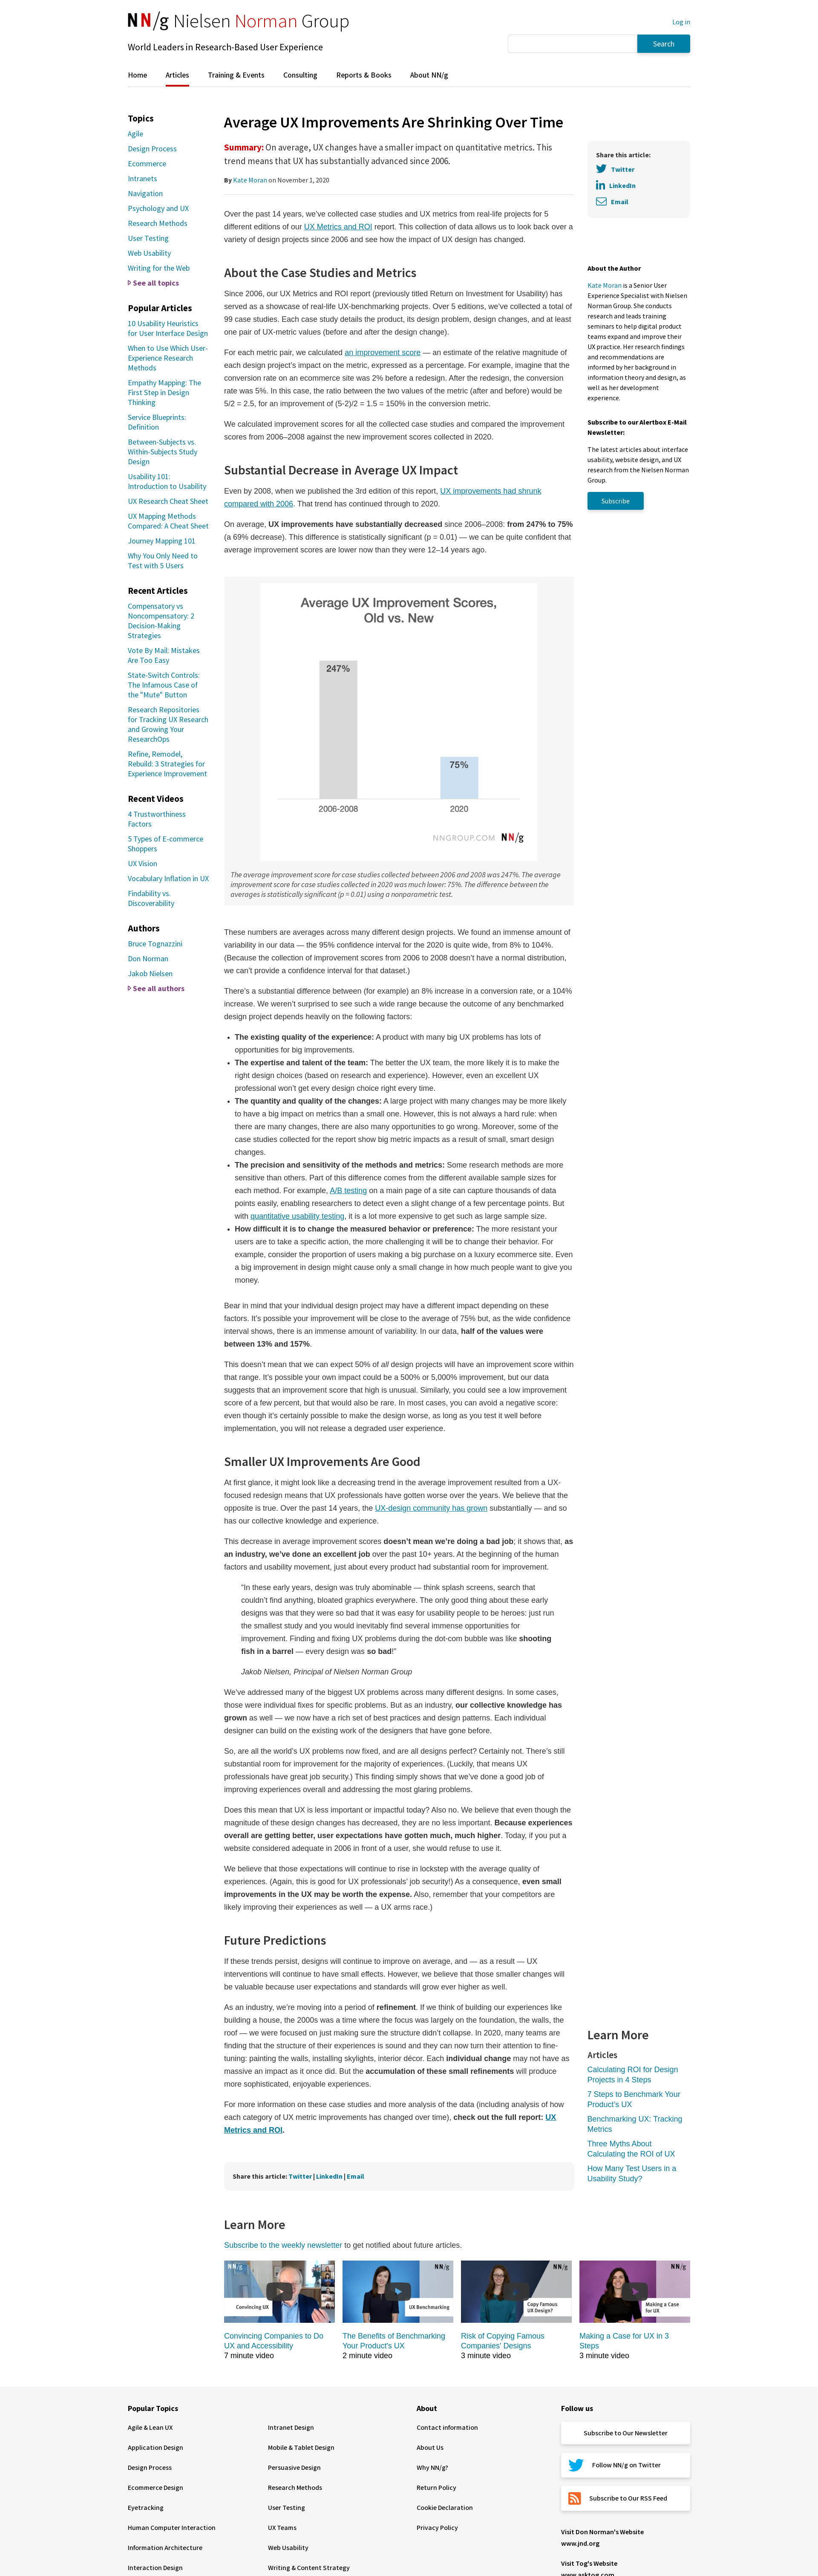 NN/g Nielsen Norman Group
World Leaders in Research-Based User Experience
Log in
Search
Home
Articles
Training & Events
Consulting
Reports & Books
About NN/g
Topics
Agile
Design Process
Ecommerce
Intranets
Navigation
Psychology and UX
Research Methods
User Testing
Web Usability
Writing for the Web
See all topics
Popular Articles
10 Usability Heuristics
for User Interface Design
When to Use Which User-
Experience Research
Methods
Empathy Mapping: The
First Step in Design
Thinking
Service Blueprints:
Definition
Between-Subjects vs.
Within-Subjects Study
Design
Usability 101:
Introduction to Usability
UX Research Cheat Sheet
UX Mapping Methods
Compared: A Cheat Sheet
Journey Mapping 101
Why You Only Need to
Test with 5 Users
Recent Articles
Compensatory vs
Noncompensatory: 2
Decision-Making
Strategies
Vote By Mail: Mistakes
Are Too Easy
State-Switch Controls:
The Infamous Case of
the "Mute" Button
Research Repositories
for Tracking UX Research
and Growing Your
ResearchOps
Refine, Remodel,
Rebuild: 3 Strategies for
Experience Improvement
Recent Videos
4 Trustworthiness
Factors
5 Types of E-commerce
Shoppers
UX Vision
Vocabulary Inflation in UX
Findability vs.
Discoverability
Authors
Bruce Tognazzini
Don Norman
Jakob Nielsen
See all authors
Average UX Improvements Are Shrinking Over Time
Summary: On average, UX changes have a smaller impact on quantitative metrics. This
trend means that UX has substantially advanced since 2006.
By Kate Moran on November 1, 2020
Over the past 14 years, we've collected case studies and UX metrics from real-life projects for 5
different editions of our UX Metrics and ROI report. This collection of data allows us to look back over a
variety of design projects since 2006 and see how the impact of UX design has changed.
About the Case Studies and Metrics
Since 2006, our UX Metrics and ROI report (previously titled Return on Investment for Usability) has
served as a showcase of real-life UX-benchmarking projects. Over 5 editions, we've collected a total of
99 case studies. Each case study details the product, its design problem, design changes, and at least
one pair of UX-metric values (before and after the design change).
For each metric pair, we calculated an improvement score — an estimate of the relative magnitude of
each design project's impact on the metric, expressed as a percentage. For example, imagine that the
conversion rate on an ecommerce site was 2% before a redesign. After the redesign, the conversion
rate was 5%. In this case, the ratio between the two values of the metric (after and before) would be
5/2 = 2.5, for an improvement of (5-2)/2 = 1.5 = 150% in the conversion metric.
We calculated improvement scores for all the collected case studies and compared the improvement
scores from 2006–2008 against the new improvement scores collected in 2020.
Substantial Decrease in Average UX Impact
Even by 2008, when we published the 3rd edition of this report, UX improvements had shrunk
compared with 2006. That trend has continued through to 2020.
On average, UX improvements have substantially decreased since 2006–2008: from 247% to 75%
(a 69% decrease). This difference is statistically significant (p = 0.01) — we can be quite confident that
average improvement scores are lower now than they were 12–14 years ago.
Average UX Improvement Scores,
Old vs. New
247%
75%
2006-2008
2020
NNGROUP.COM NN/g
The average improvement score for case studies collected between 2006 and 2008 was 247%. The average
improvement score for case studies collected in 2020 was much lower: 75%. The difference between the
averages is statistically significant (p = 0.01) using a nonparametric test.
These numbers are averages across many different design projects. We found an immense amount of
variability in our data — the 95% confidence interval for the 2020 is quite wide, from 8% to 104%.
(Because the collection of improvement scores from 2006 to 2008 doesn't have a normal distribution,
we can't provide a confidence interval for that dataset.)
There's a substantial difference between (for example) an 8% increase in a conversion rate, or a 104%
increase. We weren't surprised to see such a wide range because the outcome of any benchmarked
design project depends heavily on the following factors:
• The existing quality of the experience: A product with many big UX problems has lots of
opportunities for big improvements.
• The expertise and talent of the team: The better the UX team, the more likely it is to make the
right design choices (based on research and experience). However, even an excellent UX
professional won't get every design choice right every time.
• The quantity and quality of the changes: A large project with many changes may be more likely
to have a big impact on metrics than a small one. However, this is not always a hard rule: when
there are many changes, there are also many opportunities to go wrong. Moreover, some of the
case studies collected for the report show big metric impacts as a result of small, smart design
changes.
• The precision and sensitivity of the methods and metrics: Some research methods are more
sensitive than others. Part of this difference comes from the different available sample sizes for
each method. For example, A/B testing on a main page of a site can capture thousands of data
points easily, enabling researchers to detect even a slight change of a few percentage points. But
with quantitative usability testing, it is a lot more expensive to get such as large sample size.
• How difficult it is to change the measured behavior or preference: The more resistant your
users are to take a specific action, the more challenging it will be to change their behavior. For
example, consider the proportion of users making a big purchase on a luxury ecommerce site. Even
a big improvement in design might cause only a small change in how much people want to give you
money.
Bear in mind that your individual design project may have a different impact depending on these
factors. It's possible your improvement will be close to the average of 75% but, as the wide confidence
interval shows, there is an immense amount of variability. In our data, half of the values were
between 13% and 157%.
This doesn't mean that we can expect 50% of all design projects will have an improvement score within
that range. It's possible your own impact could be a 500% or 5,000% improvement, but our data
suggests that an improvement score that high is unusual. Similarly, you could see a low improvement
score of a few percent, but that would also be rare. In most cases, you can avoid a negative score:
even though it's certainly possible to make the design worse, as long as you test it well before
implementation, you will not release a degraded user experience.
Smaller UX Improvements Are Good
At first glance, it might look like a decreasing trend in the average improvement resulted from a UX-
focused redesign means that UX professionals have gotten worse over the years. We believe that the
opposite is true. Over the past 14 years, the UX-design community has grown substantially — and so
has our collective knowledge and experience.
This decrease in average improvement scores doesn't mean we're doing a bad job; it shows that, as
an industry, we've done an excellent job over the past 10+ years. At the beginning of the human
factors and usability movement, just about every product had substantial room for improvement.
"In these early days, design was truly abominable — think splash screens, search that
couldn't find anything, bloated graphics everywhere. The only good thing about these early
designs was that they were so bad that it was easy for usability people to be heroes: just run
the smallest study and you would inevitably find several immense opportunities for
improvement. Finding and fixing UX problems during the dot-com bubble was like shooting
fish in a barrel — every design was so bad!"
Jakob Nielsen, Principal of Nielsen Norman Group
We've addressed many of the biggest UX problems across many different designs. In some cases,
those were individual fixes for specific problems. But as an industry, our collective knowledge has
grown as well — we now have a rich set of best practices and design patterns. Each individual
designer can build on the existing work of the designers that have gone before.
So, are all the world's UX problems now fixed, and are all designs perfect? Certainly not. There's still
substantial room for improvement for the majority of experiences. (Luckily, that means UX
professionals have great job security.) This finding simply shows that we've done a good job of
improving experiences overall and addressing the most glaring problems.
Does this mean that UX is less important or impactful today? Also no. We believe that even though the
magnitude of these design changes has decreased, they are no less important. Because experiences
overall are getting better, user expectations have gotten much, much higher. Today, if you put a
website considered adequate in 2006 in front of a user, she would refuse to use it.
We believe that those expectations will continue to rise in lockstep with the average quality of
experiences. (Again, this is good for UX professionals' job security!) As a consequence, even small
improvements in the UX may be worth the expense. Also, remember that your competitors are
likely improving their experiences as well — a UX arms race.)
Future Predictions
If these trends persist, designs will continue to improve on average, and — as a result — UX
interventions will continue to have small effects. However, we believe that those smaller changes will
be valuable because user expectations and standards will grow ever higher as well.
As an industry, we're moving into a period of refinement. If we think of building our experiences like
building a house, the 2000s was a time where the focus was largely on the foundation, the walls, the
roof — we were focused on just making sure the structure didn't collapse. In 2020, many teams are
finding that the structure of their experiences is sound and they can now turn their attention to fine-
tuning: painting the walls, installing skylights, interior décor. Each individual change may not have as
massive an impact as it once did. But the accumulation of these small refinements will produce
more sophisticated, enjoyable experiences.
For more information on these case studies and more analysis of the data (including analysis of how
each category of UX metric improvements has changed over time), check out the full report: UX
Metrics and ROI.
Share this article: Twitter | LinkedIn | Email
Share this article:
Twitter
LinkedIn
Email
About the Author
Kate Moran is a Senior User
Experience Specialist with Nielsen
Norman Group. She conducts
research and leads training
seminars to help digital product
teams expand and improve their
UX practice. Her research findings
and recommendations are
informed by her background in
information theory and design, as
well as her development
experience.
Subscribe to our Alertbox E-Mail
Newsletter:
The latest articles about interface
usability, website design, and UX
research from the Nielsen Norman
Group.
Subscribe
Learn More
Articles
Calculating ROI for Design
Projects in 4 Steps
7 Steps to Benchmark Your
Product's UX
Benchmarking UX: Tracking
Metrics
Three Myths About
Calculating the ROI of UX
How Many Test Users in a
Usability Study?
Learn More
Subscribe to the weekly newsletter to get notified about future articles.
NN/g
Convincing UX
NN/g
UX Benchmarking
NN/g
Copy Famous
UX Design?
NN/g
Making a Case
for UX
Convincing Companies to Do
UX and Accessibility
7 minute video
The Benefits of Benchmarking
Your Product's UX
2 minute video
Risk of Copying Famous
Companies' Designs
3 minute video
Making a Case for UX in 3
Steps
3 minute video
Popular Topics
Agile & Lean UX
Application Design
Design Process
Ecommerce Design
Eyetracking
Human Computer Interaction
Information Architecture
Interaction Design
Intranet Design
Mobile & Tablet Design
Persuasive Design
Research Methods
User Testing
UX Teams
Web Usability
Writing & Content Strategy
About
Contact information
About Us
Why NN/g?
Return Policy
Cookie Declaration
Privacy Policy
Follow us
Subscribe to Our Newsletter
Follow NN/g on Twitter
Subscribe to Our RSS Feed
Visit Don Norman's Website
www.jnd.org
Visit Tog's Website
www.asktog.com